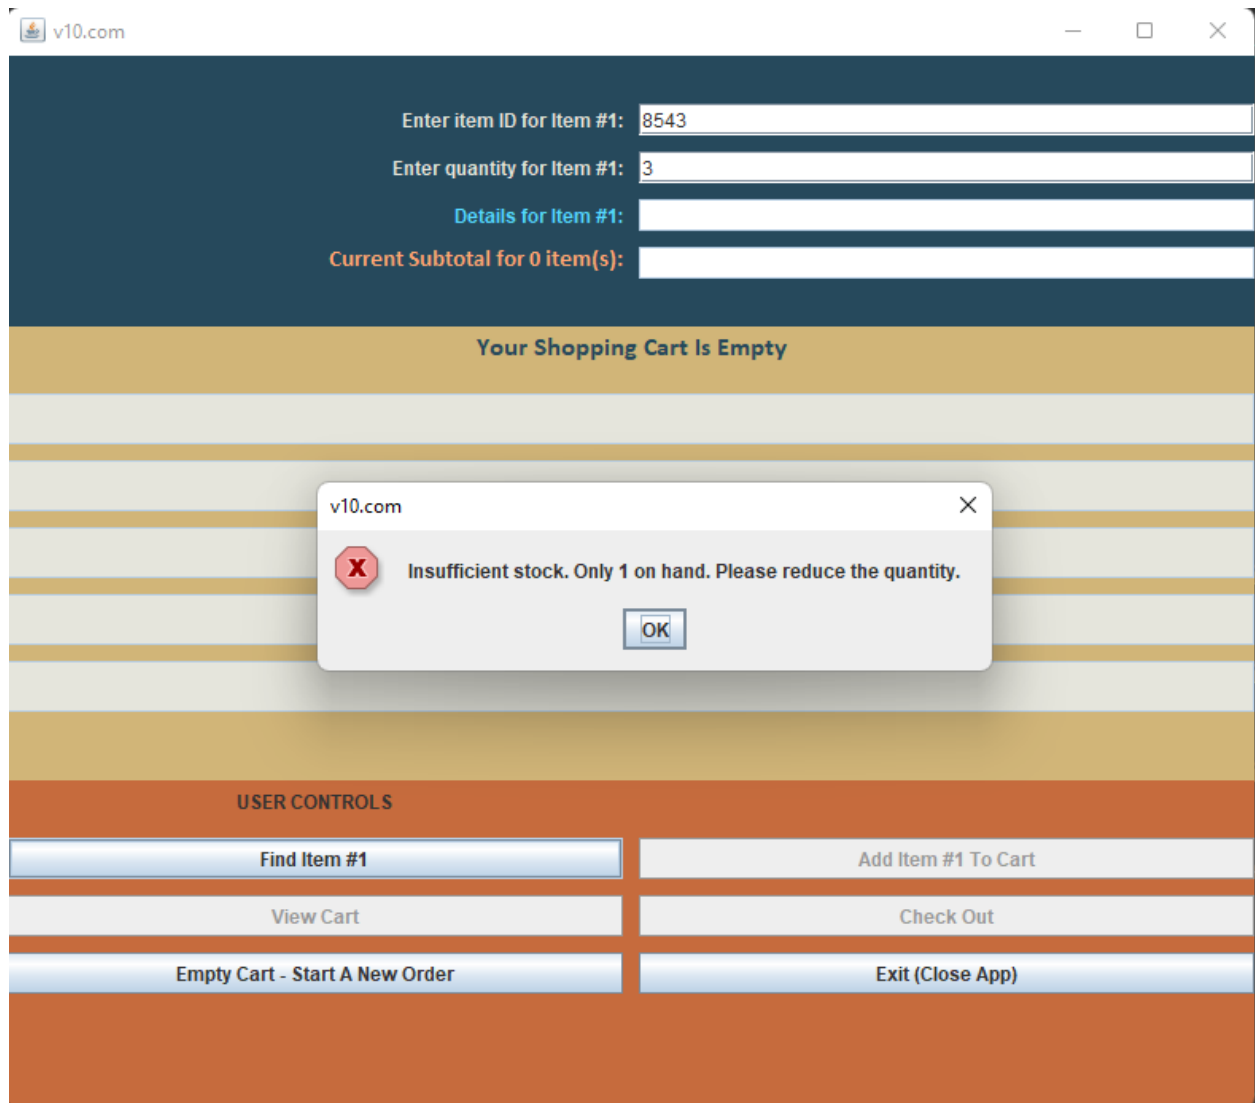 v10.com
Enter item ID for Item #1: 8543
Enter quantity for Item #1: 3
Details for Item #1:
Current Subtotal for 0 item(s):
Your Shopping Cart Is Empty
v10.com
Insufficient stock. Only 1 on hand. Please reduce the quantity.
OK
USER CONTROLS
Find Item #1
Add Item #1 To Cart
View Cart
Check Out
Empty Cart - Start A New Order
Exit (Close App)